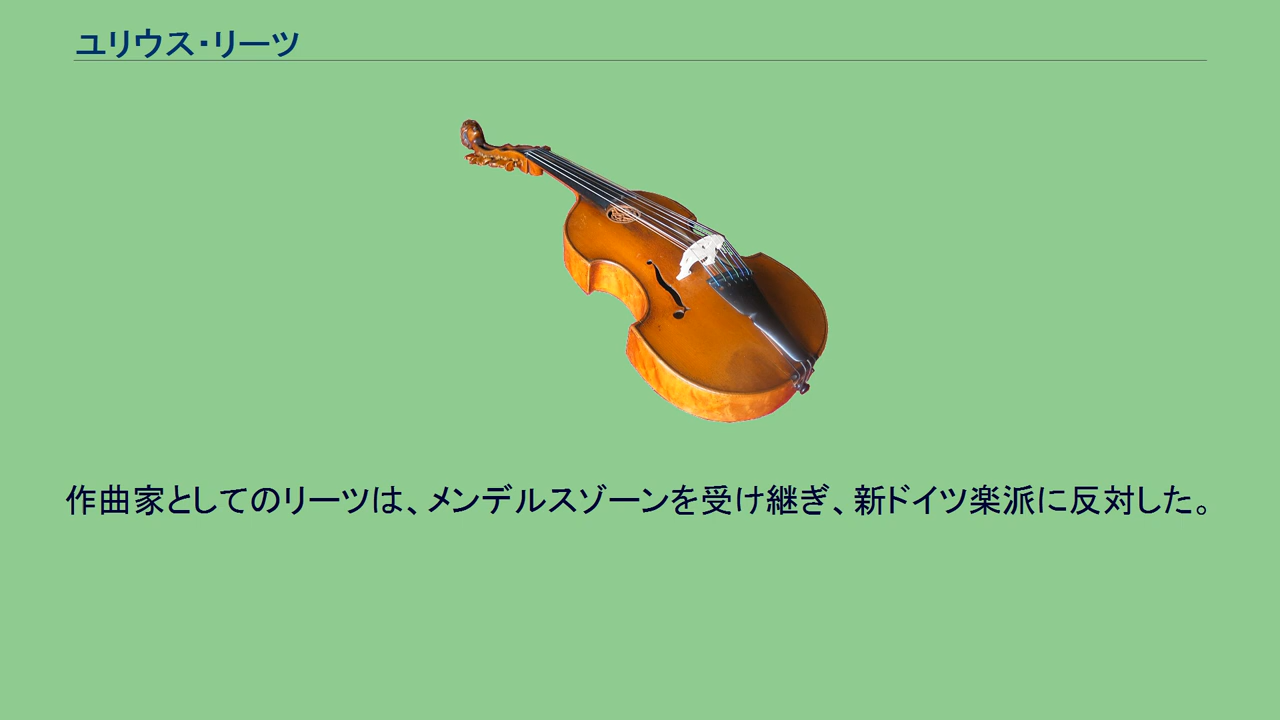 ユリウス・リーツ
作曲家としてのリーツは、メンデルスゾーンを受け継ぎ、新ドイツ楽派に反対した。